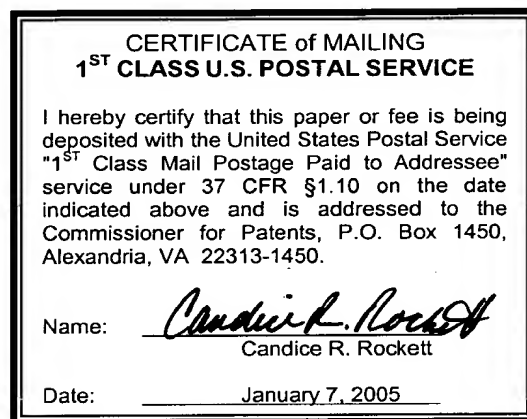 CERTIFICATE of MAILING
1ST CLASS U.S. POSTAL SERVICE
I hereby certify that this paper or fee is being
deposited with the United States Postal Service
"1ST Class Mail Postage Paid to Addressee"
service under 37 CFR §1.10 on the date
indicated above and is addressed to the
Commissioner for Patents, P.O. Box 1450,
Alexandria, VA 22313-1450.
Name: Candice R. Rockett
Candice R. Rockett
Date: January 7, 2005